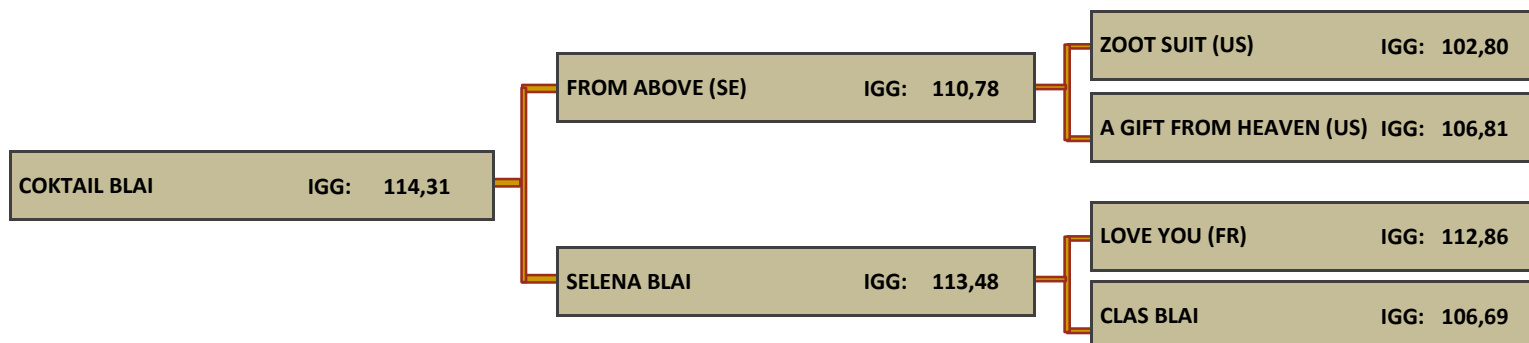 ZOOT SUIT (US) IGG: 102,80
FROM ABOVE (SE) IGG: 110,78
A GIFT FROM HEAVEN (US) IGG: 106,81
COKTAIL BLAI IGG: 114,31
LOVE YOU (FR) IGG: 112,86
SELENA BLAI IGG: 113,48
CLAS BLAI IGG: 106,69